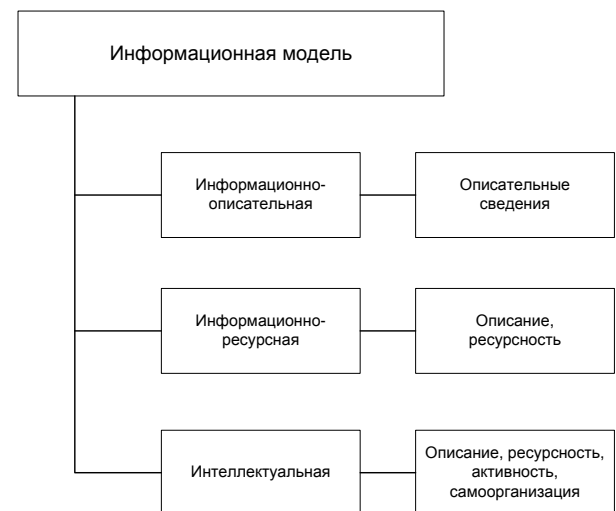 Информационная модель
Информационно-
описательная
Описательные
сведения
Информационно-
ресурсная
Описание,
ресурсность
Интеллектуальная
Описание, ресурсность,
активность,
самоорганизация